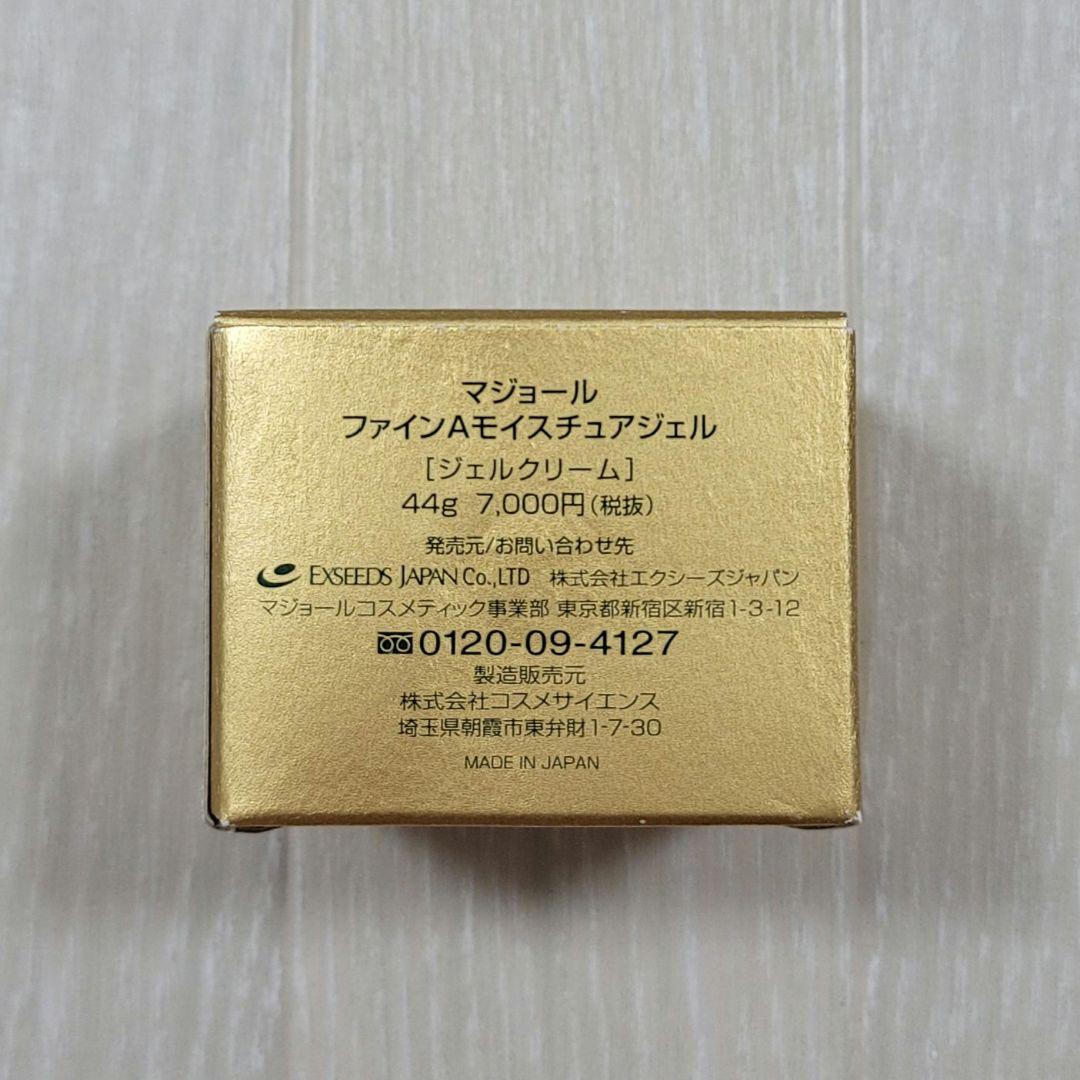 マジョール
ファインAモイスチュアジェル
［ジェルクリーム］
44g 7,000円（税抜）
発売元/お問い合わせ先
EXSEEDS JAPAN Co.,LTD 株式会社エクシーズジャパン
マジョールコスメティック事業部 東京都新宿区新宿1-3-12
0120-09-4127
製造販売元
株式会社コスメサイエンス
埼玉県朝霞市東弁財1-7-30
MADE IN JAPAN